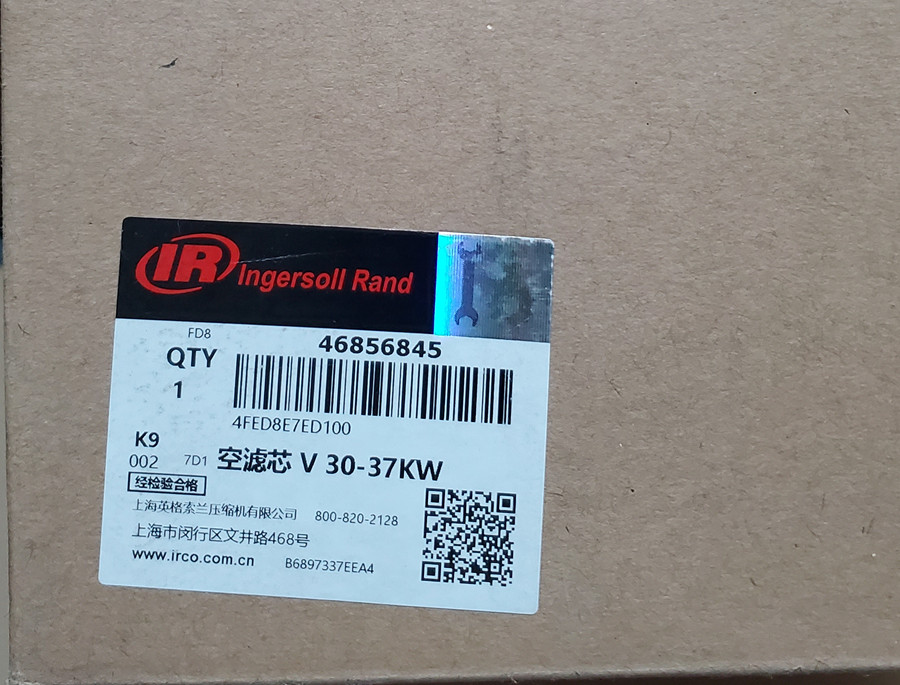 IR Ingersoll Rand
FD8
46856845
QTY
1
4FED8E7ED100
K9
002 7D1 空滤芯 V 30-37KW
经检验合格
上海英格索兰压缩机有限公司 800-820-2128
上海市闵行区文井路468号
www.irco.com.cn B6897337EEA4